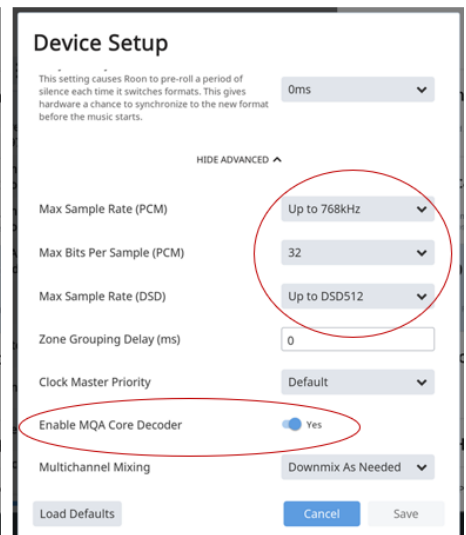 Device Setup
This setting causes Roon to pre-roll a period of
silence each time it switches formats. This gives
hardware a chance to synchronize to the new format
before the music starts.
0ms
HIDE ADVANCED
Max Sample Rate (PCM)
Up to 768kHz
Max Bits Per Sample (PCM)
32
Max Sample Rate (DSD)
Up to DSD512
Zone Grouping Delay (ms)
0
Clock Master Priority
Default
Enable MQA Core Decoder
Yes
Multichannel Mixing
Downmix As Needed
Load Defaults
Cancel
Save